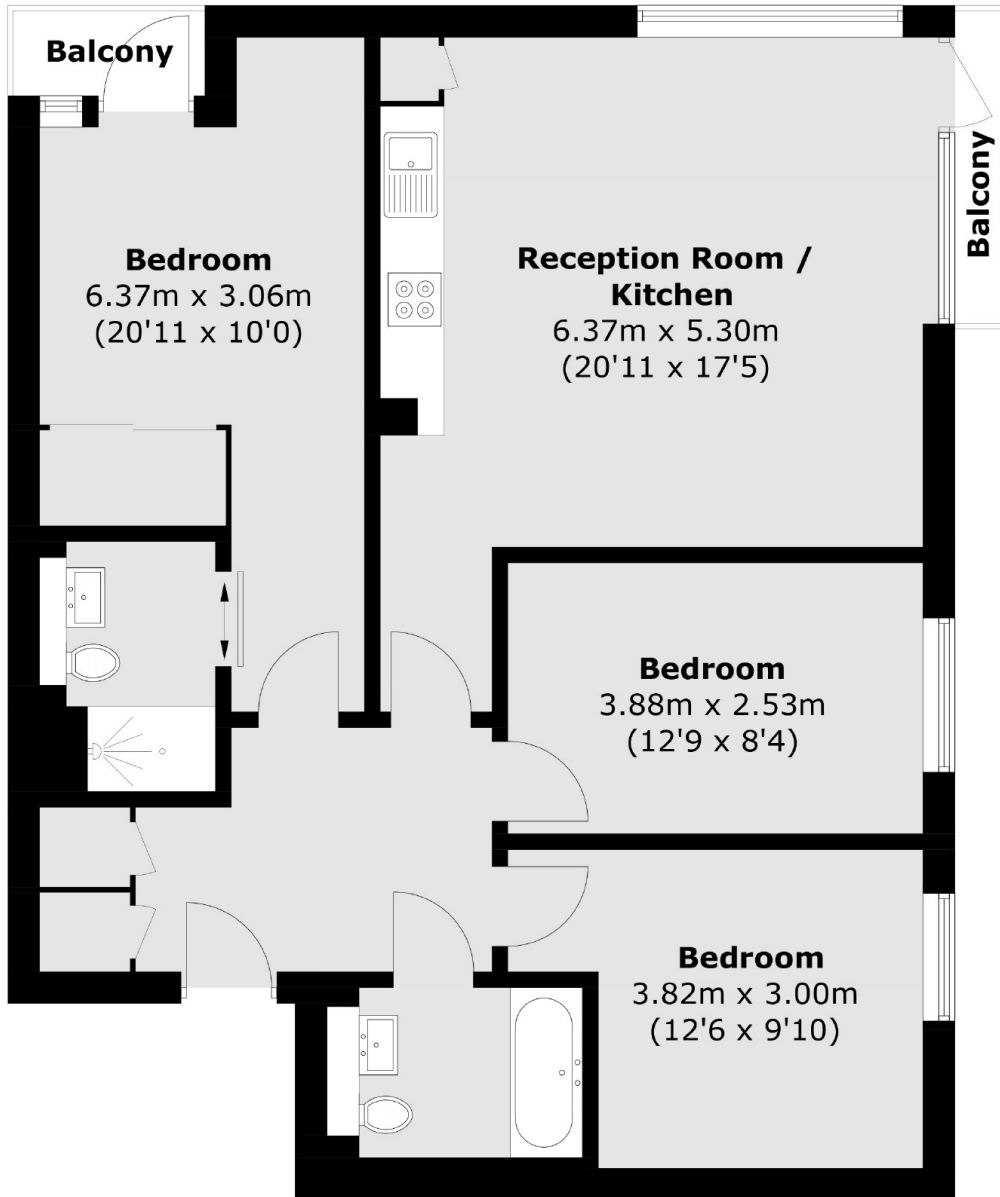 Balcony
Bedroom
6.37m x 3.06m
(20'11 x 10'0)
Reception Room /
Kitchen
6.37m x 5.30m
(20'11 x 17'5)
Balcony
Bedroom
3.88m x 2.53m
(12'9 x 8'4)
Bedroom
3.82m x 3.00m
(12'6 x 9'10)